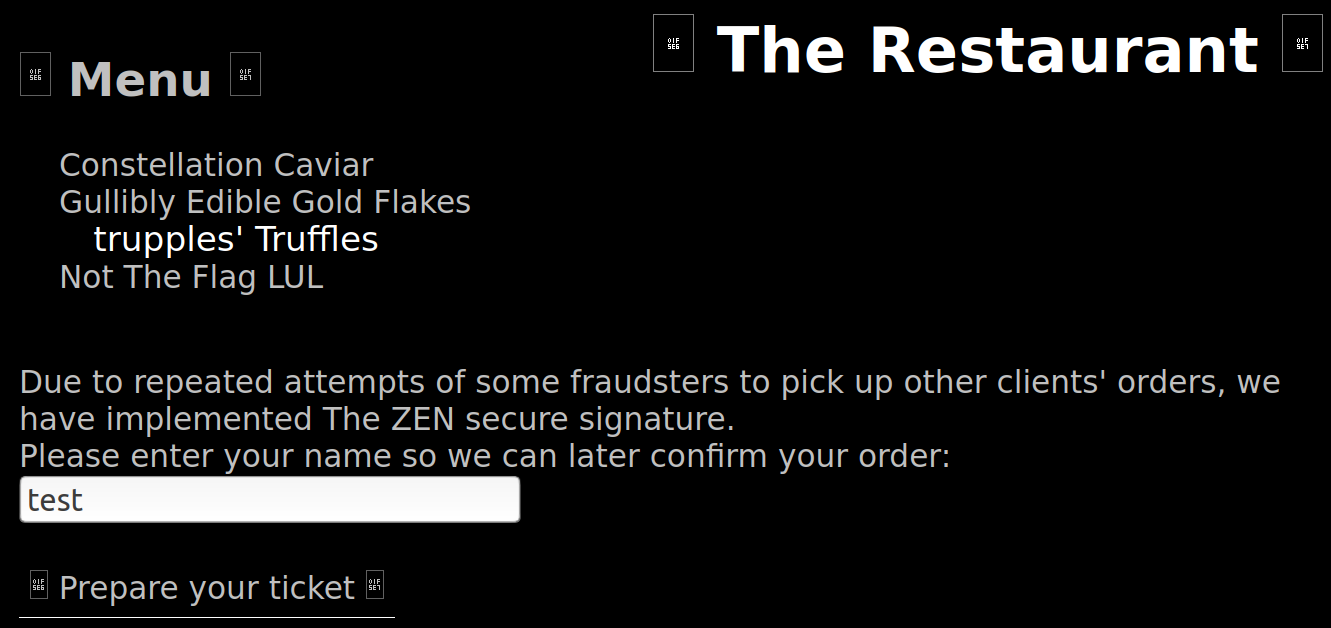 The Restaurant
Menu
Constellation Caviar
Gullibly Edible Gold Flakes
trupples' Truffles
Not The Flag LUL
Due to repeated attempts of some fraudsters to pick up other clients' orders, we
have implemented The ZEN secure signature.
Please enter your name so we can later confirm your order:
test
Prepare your ticket